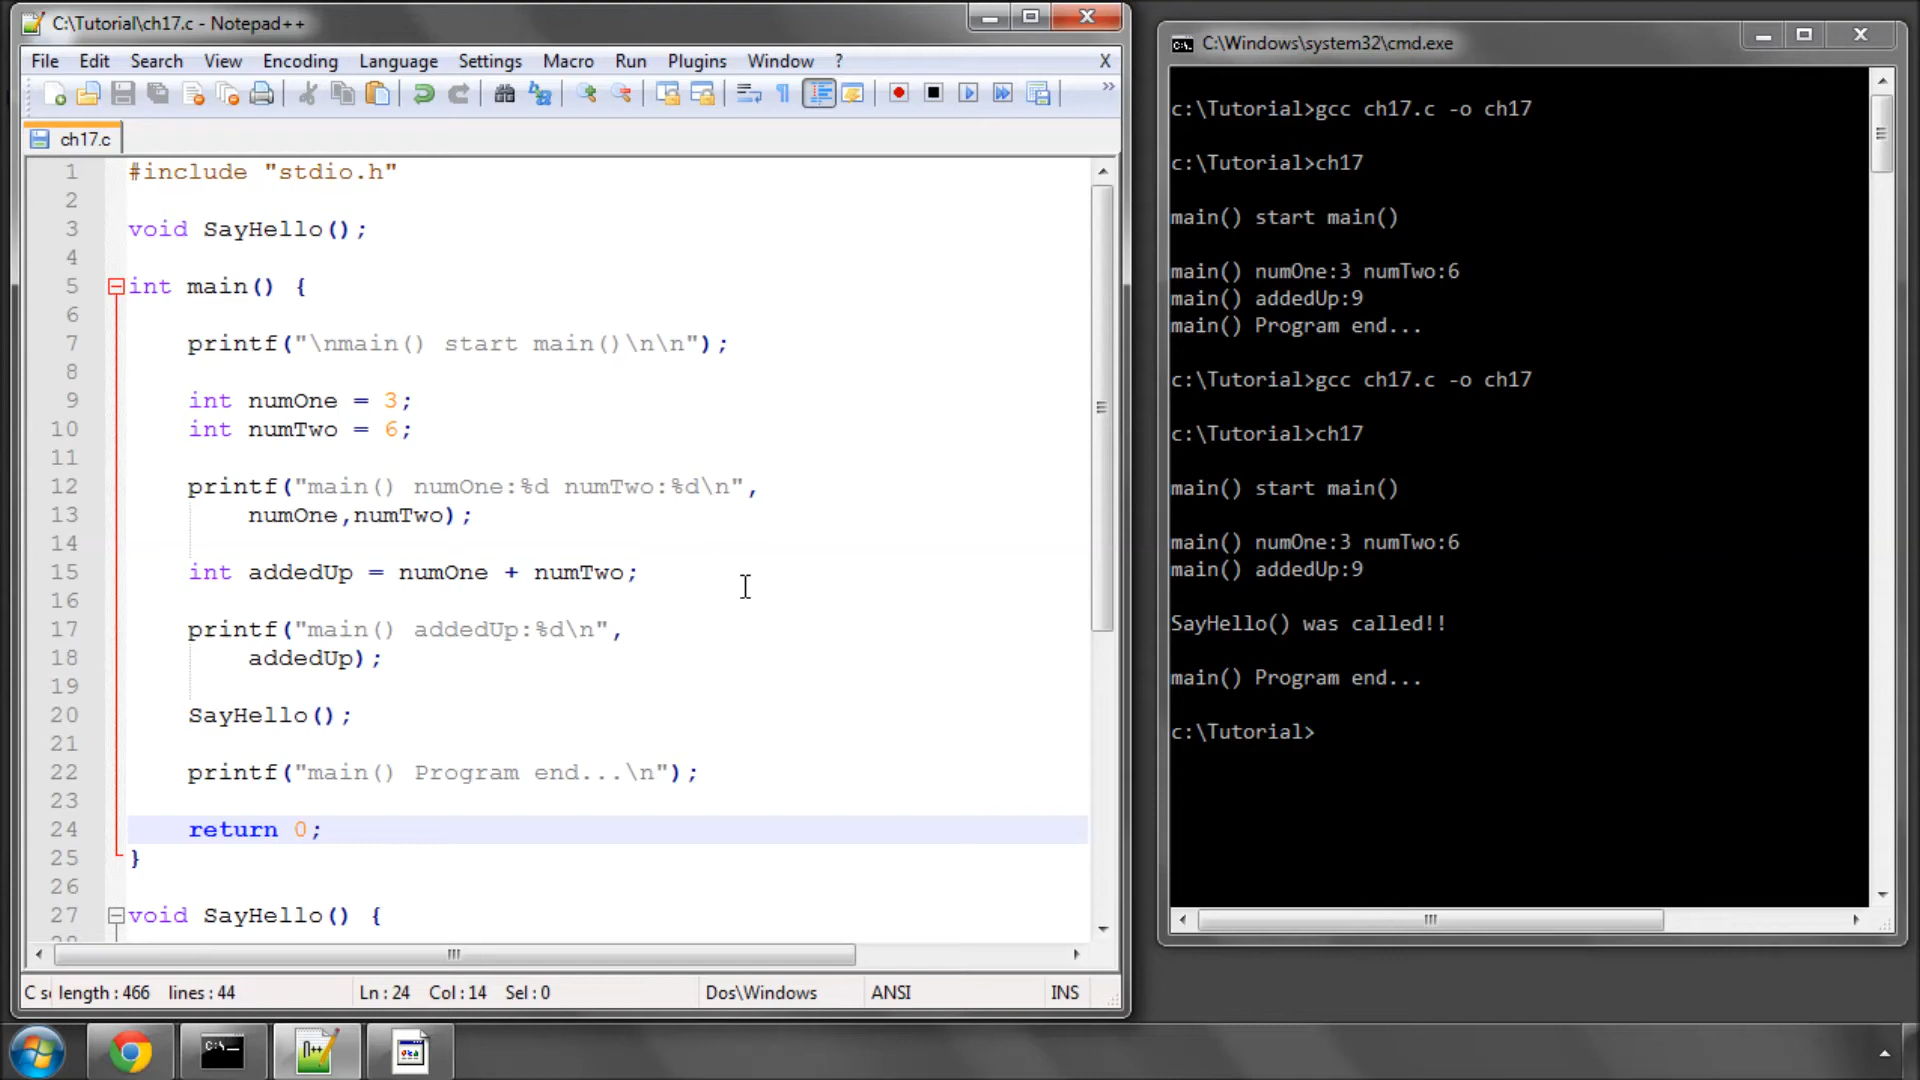 C:\Tutorial\ch17.c - Notepad++
File Edit Search View Encoding Language Settings Macro Run Plugins Window ? X
ch17.c
1 #include "stdio.h"
2
3 void SayHello();
4
5 int main() {
6
7 printf("\nmain() start main()\n\n");
8
9 int numOne = 3;
10 int numTwo = 6;
11
12 printf("main() numOne:%d numTwo:%d\n",
13 numOne,numTwo);
14
15 int addedUp = numOne + numTwo;
16
17 printf("main() addedUp:%d\n",
18 addedUp);
19
20 SayHello();
21
22 printf("main() Program end...\n");
23
24 return 0;
25 }
26
27 void SayHello() {
C s length : 466 lines : 44 Ln : 24 Col : 14 Sel : 0 Dos\Windows ANSI INS
C:\Windows\system32\cmd.exe
c:\Tutorial>gcc ch17.c -o ch17
c:\Tutorial>ch17
main() start main()
main() numOne:3 numTwo:6
main() addedUp:9
main() Program end...
c:\Tutorial>gcc ch17.c -o ch17
c:\Tutorial>ch17
main() start main()
main() numOne:3 numTwo:6
main() addedUp:9
SayHello() was called!!
main() Program end...
c:\Tutorial>